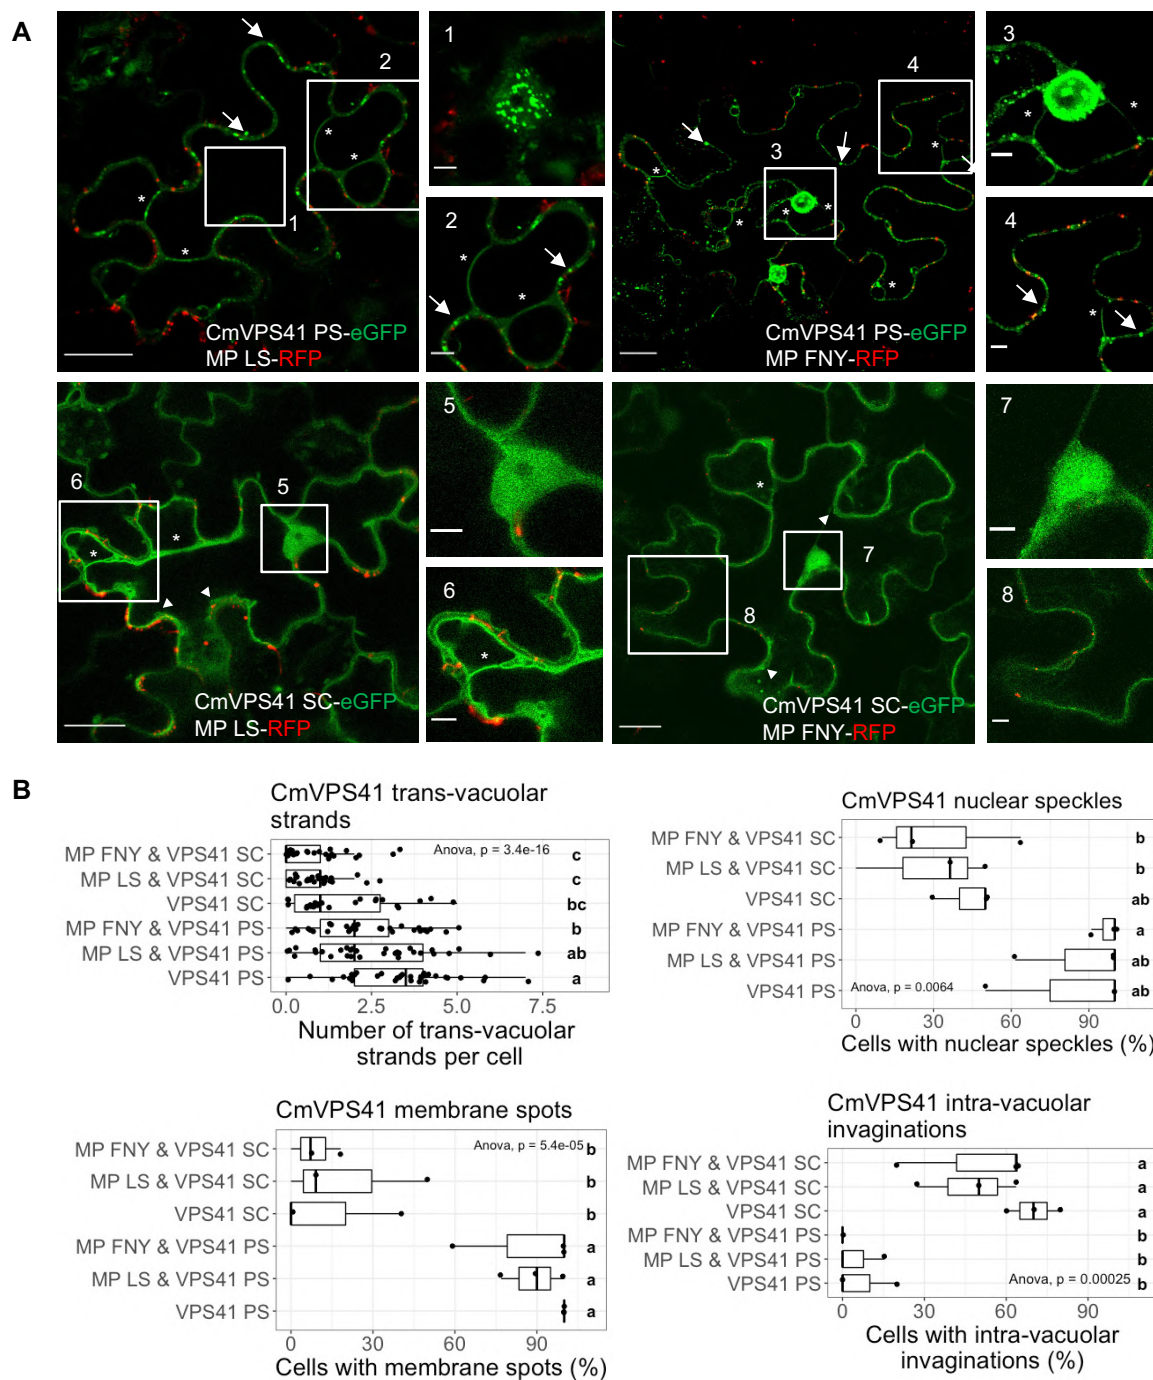 A
1
2
*
*
*
*
1
CmVPS41 PS-eGFP
MP LS-RFP
2
*
*
3
4
*
*
*
*
*
*
CmVPS41 PS-eGFP
MP FNY-RFP
3
*
*
4
*
5
6
*
*
CmVPS41 SC-eGFP
MP LS-RFP
5
6
*
7
8
*
CmVPS41 SC-eGFP
MP FNY-RFP
7
8
B
CmVPS41 trans-vacuolar
strands
MP FNY & VPS41 SC
MP LS & VPS41 SC
VPS41 SC
MP FNY & VPS41 PS
MP LS & VPS41 PS
VPS41 PS
Anova, p = 3.4e-16
c
c
bc
b
ab
a
0.0 2.5 5.0 7.5
Number of trans-vacuolar
strands per cell
CmVPS41 nuclear speckles
MP FNY & VPS41 SC
MP LS & VPS41 SC
VPS41 SC
MP FNY & VPS41 PS
MP LS & VPS41 PS
VPS41 PS
b
b
ab
a
ab
ab
Anova, p = 0.0064
0 30 60 90
Cells with nuclear speckles (%)
CmVPS41 membrane spots
MP FNY & VPS41 SC
MP LS & VPS41 SC
VPS41 SC
MP FNY & VPS41 PS
MP LS & VPS41 PS
VPS41 PS
Anova, p = 5.4e-05
b
b
b
a
a
a
0 30 60 90
Cells with membrane spots (%)
CmVPS41 intra-vacuolar
invaginations
MP FNY & VPS41 SC
MP LS & VPS41 SC
VPS41 SC
MP FNY & VPS41 PS
MP LS & VPS41 PS
VPS41 PS
a
a
a
b
b
b
Anova, p = 0.00025
0 30 60 90
Cells with intra-vacuolar
invaginations (%)